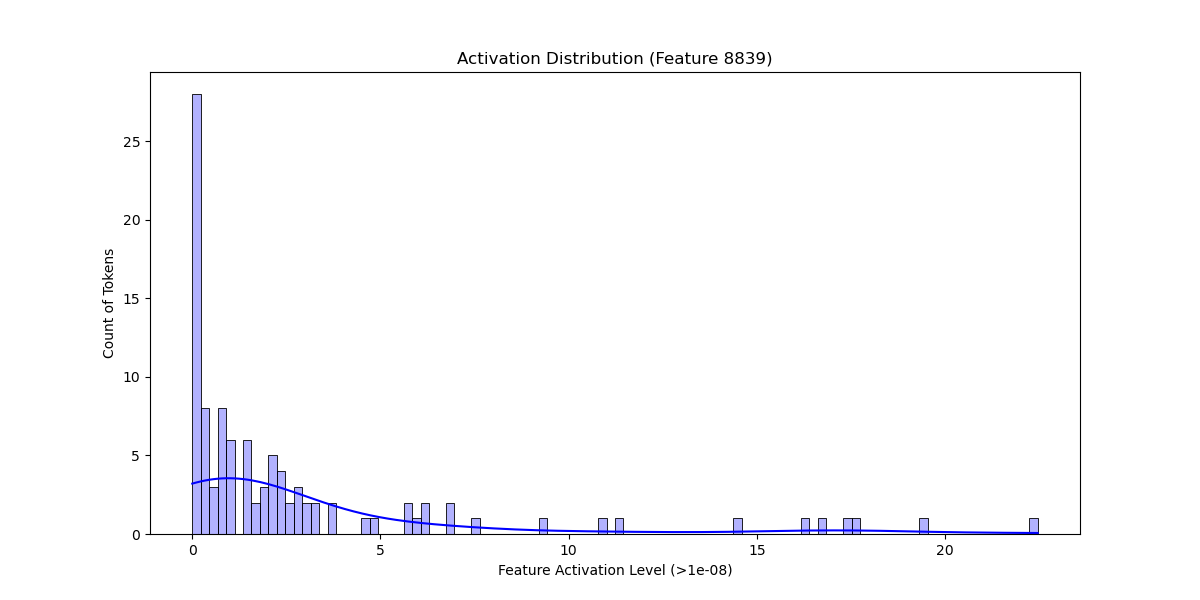 Activation Distribution (Feature 8839)
Count of Tokens
25
20
15
10
5
0
0 5 10 15 20
Feature Activation Level (>1e-08)